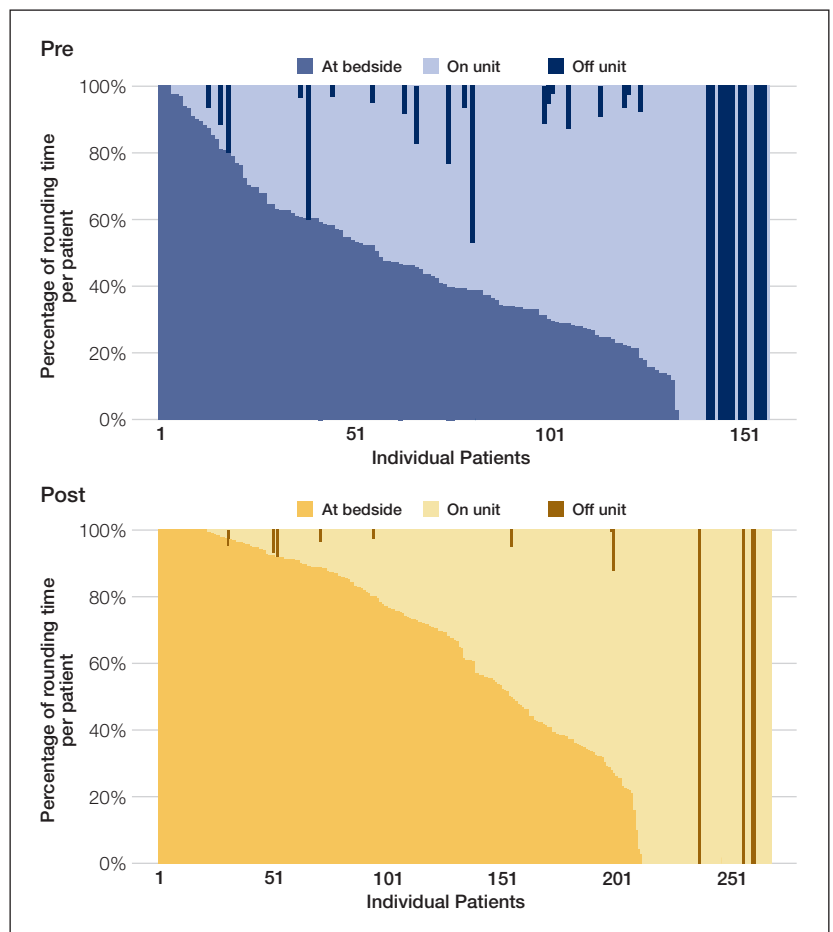 Pre
At bedside On unit Off unit
100%
80%
60%
40%
20%
0%
Percentage of rounding time
per patient
1 51 101 151
Individual Patients
Post
At bedside On unit Off unit
100%
80%
60%
40%
20%
0%
Percentage of rounding time
per patient
1 51 101 151 201 251
Individual Patients